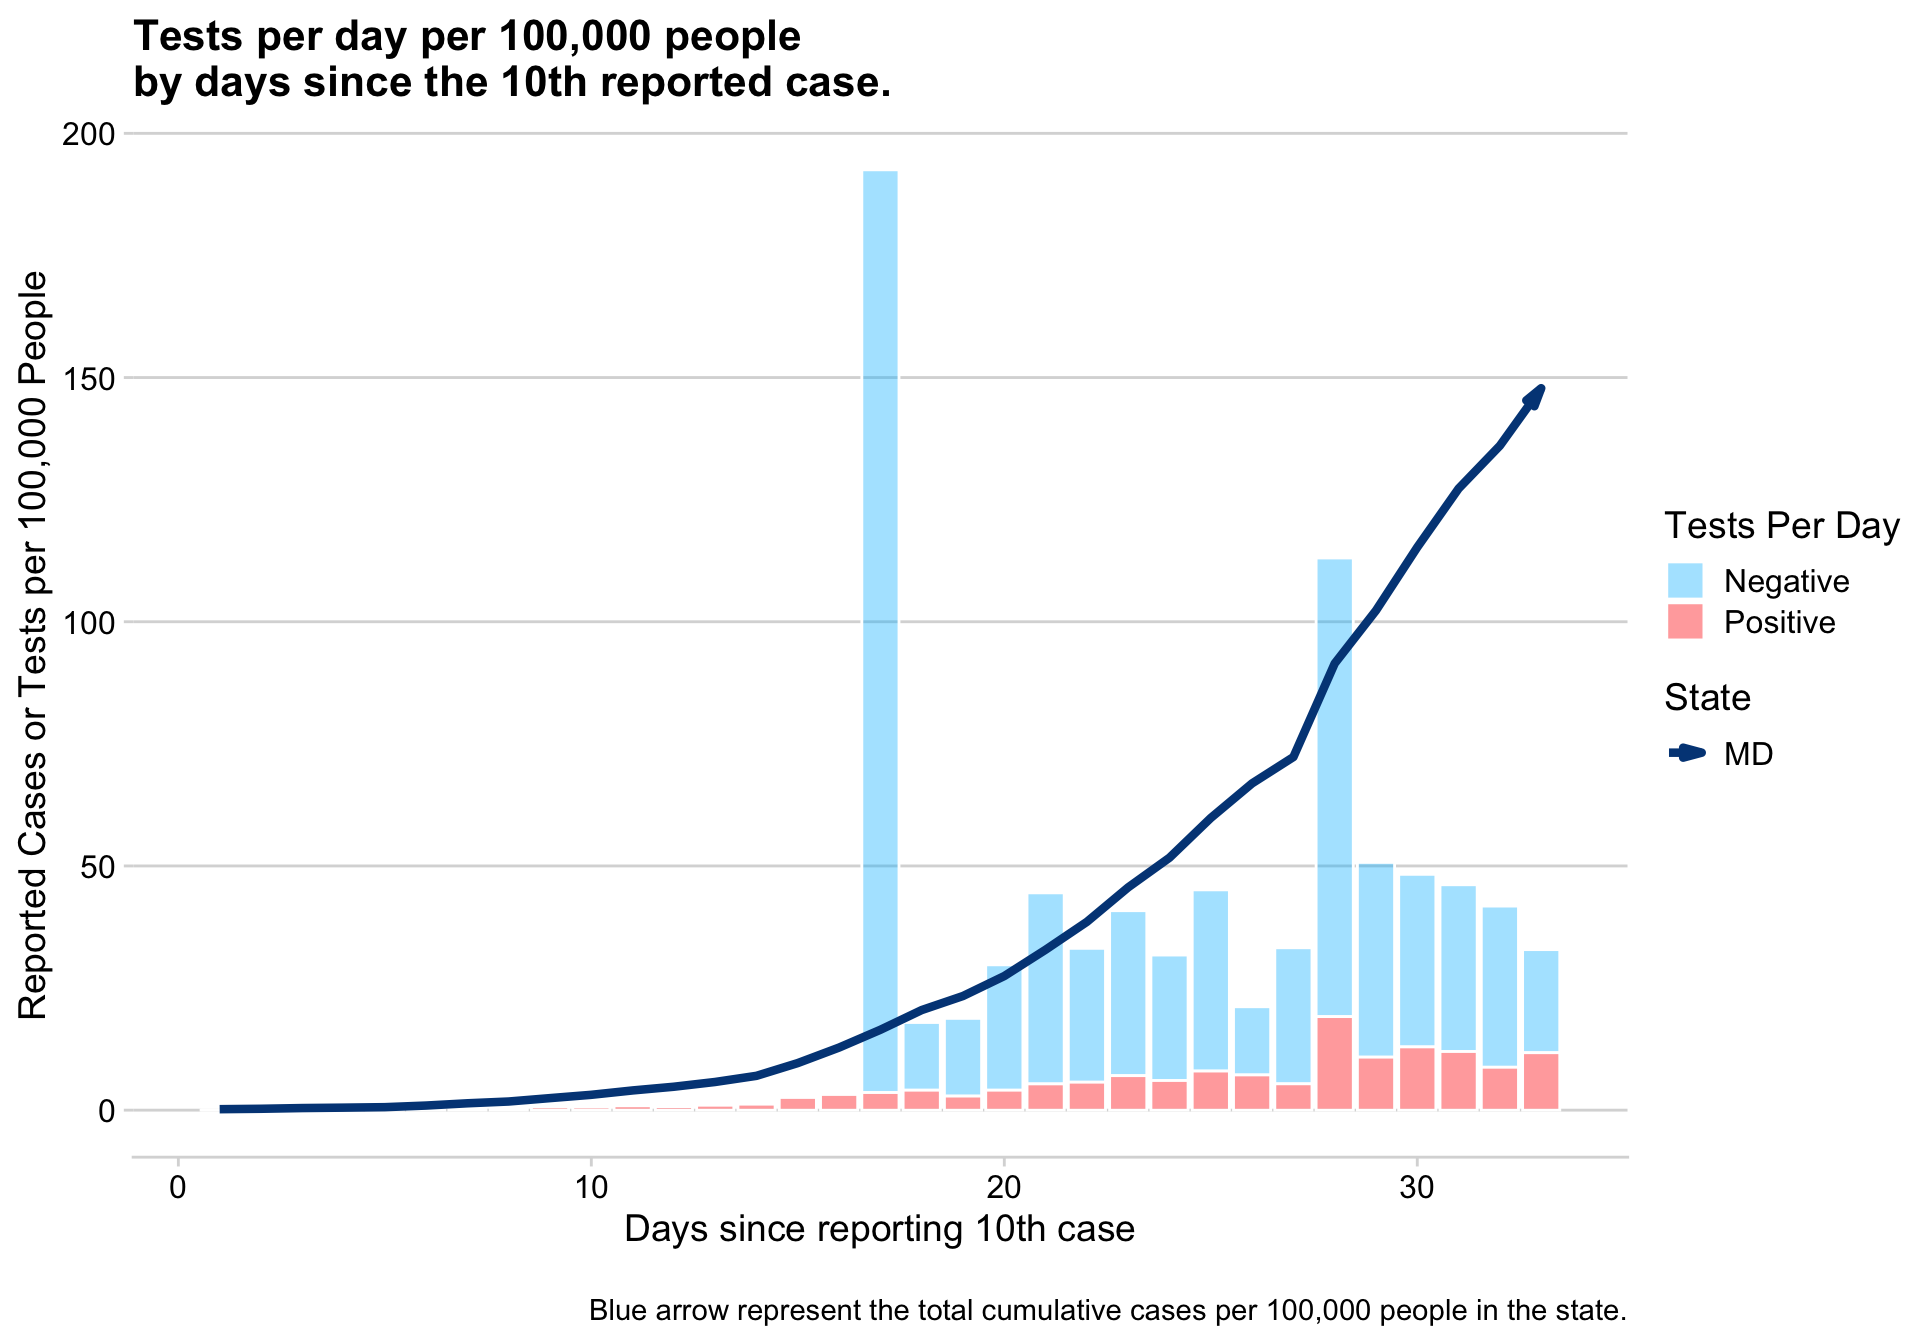 Tests per day per 100,000 people
by days since the 10th reported case.
Reported Cases or Tests per 100,000 People
200
150
100
50
0
0
10
20
30
Days since reporting 10th case
Tests Per Day
Negative
Positive
State
MD
Blue arrow represent the total cumulative cases per 100,000 people in the state.